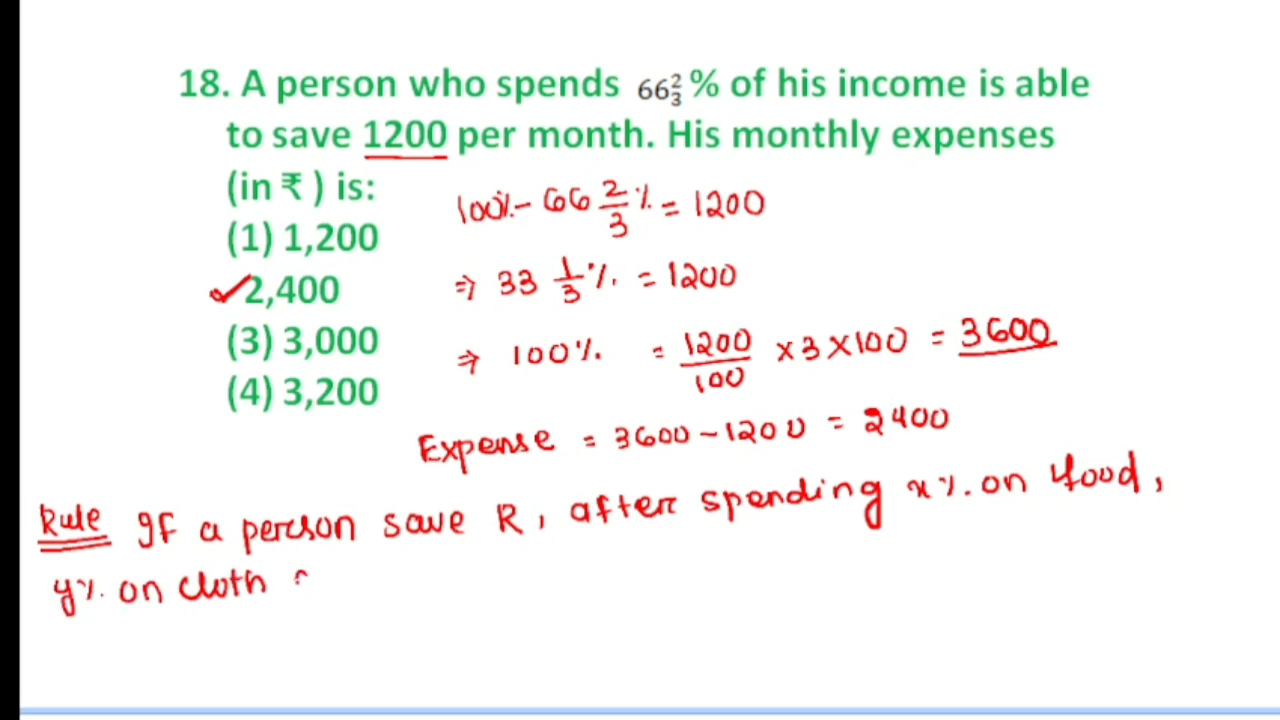 18. A person who spends 66 2/3 % of his income is able
to save 1200 per month. His monthly expenses
(in ₹ ) is:
(1) 1,200
2,400
(3) 3,000
(4) 3,200
100% - 66 2/3 % = 1200
⇒ 33 1/3 % = 1200
⇒ 100% = 1200/100 × 3 × 100 = 3600
Expense = 3600 - 1200 = 2400
Rule If a person save R, after spending x% on food,
y% on cloth